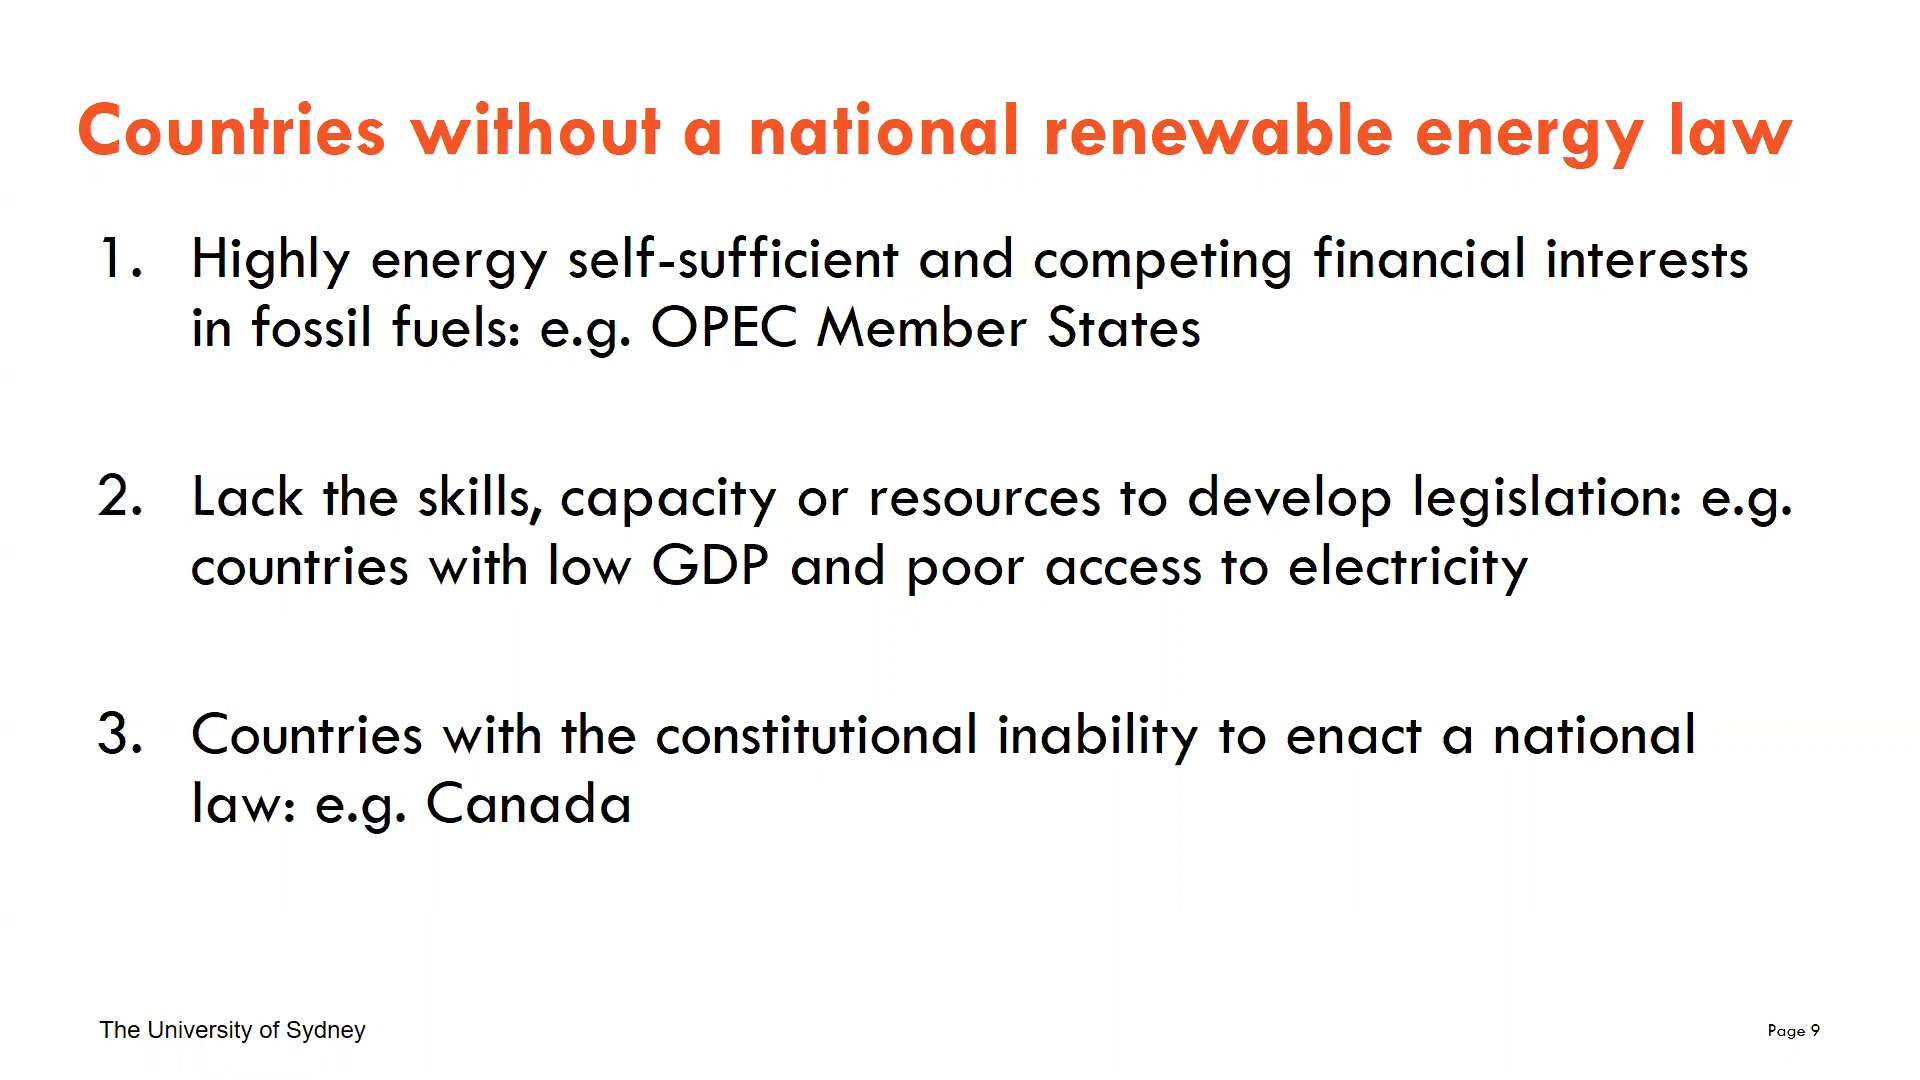 Countries without a national renewable energy law
1. Highly energy self-sufficient and competing financial interests
in fossil fuels: e.g. OPEC Member States
2. Lack the skills, capacity or resources to develop legislation: e.g.
countries with low GDP and poor access to electricity
3. Countries with the constitutional inability to enact a national
law: e.g. Canada
The University of Sydney
Page 9